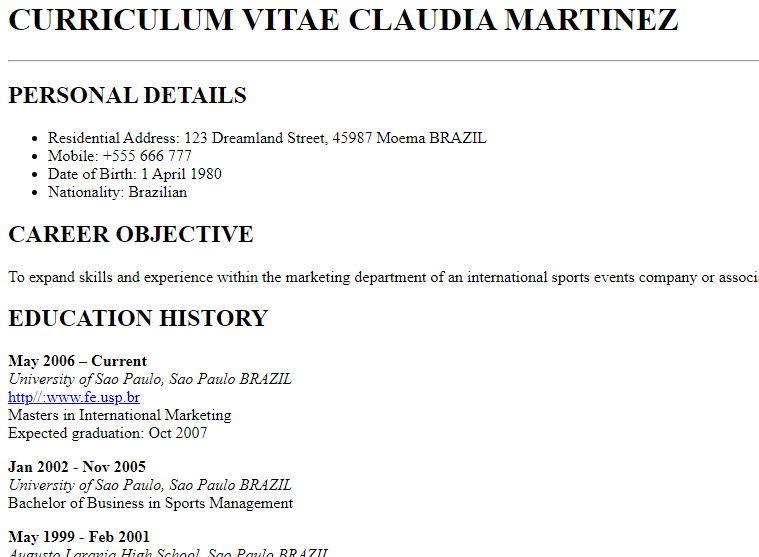 CURRICULUM VITAE CLAUDIA MARTINEZ
PERSONAL DETAILS
• Residential Address: 123 Dreamland Street, 45987 Moema BRAZIL
• Mobile: +555 666 777
• Date of Birth: 1 April 1980
• Nationality: Brazilian
CAREER OBJECTIVE
To expand skills and experience within the marketing department of an international sports events company or associ
EDUCATION HISTORY
May 2006 – Current
University of Sao Paulo, Sao Paulo BRAZIL
http//:www.fe.usp.br
Masters in International Marketing
Expected graduation: Oct 2007
Jan 2002 - Nov 2005
University of Sao Paulo, Sao Paulo BRAZIL
Bachelor of Business in Sports Management
May 1999 - Feb 2001
Augusto Larania High School, Sao Paulo BRAZIL